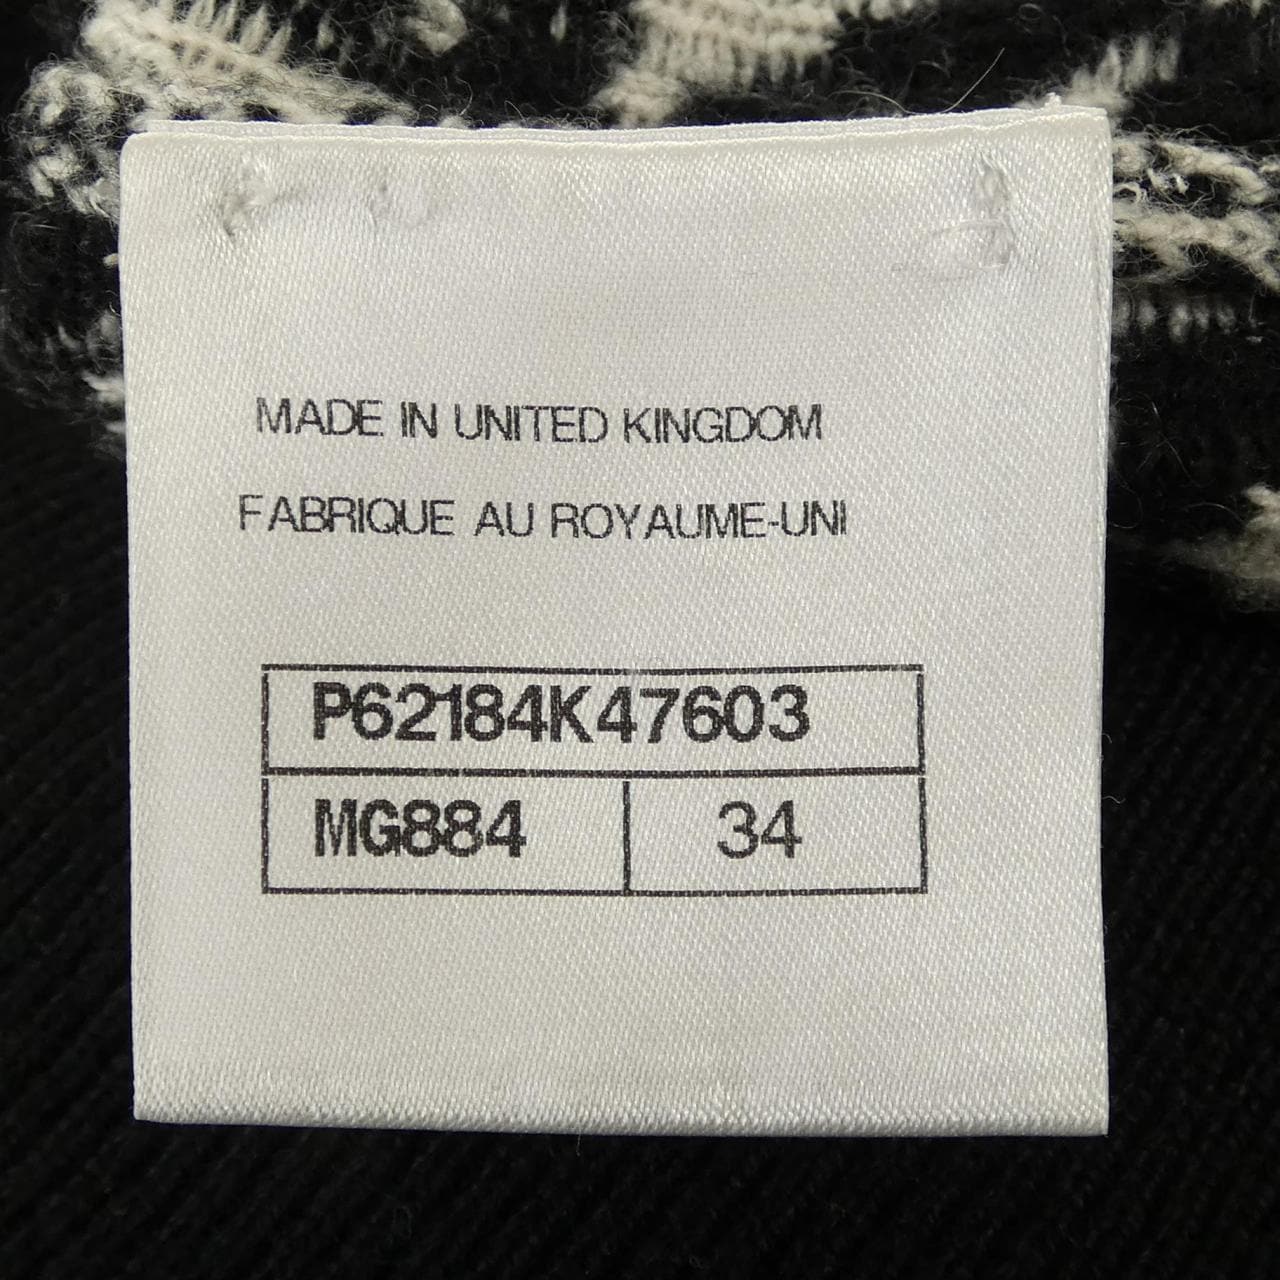 MADE IN UNITED KINGDOM
FABRIQUE AU ROYAUME-UNI
P62184K47603
MG884 34